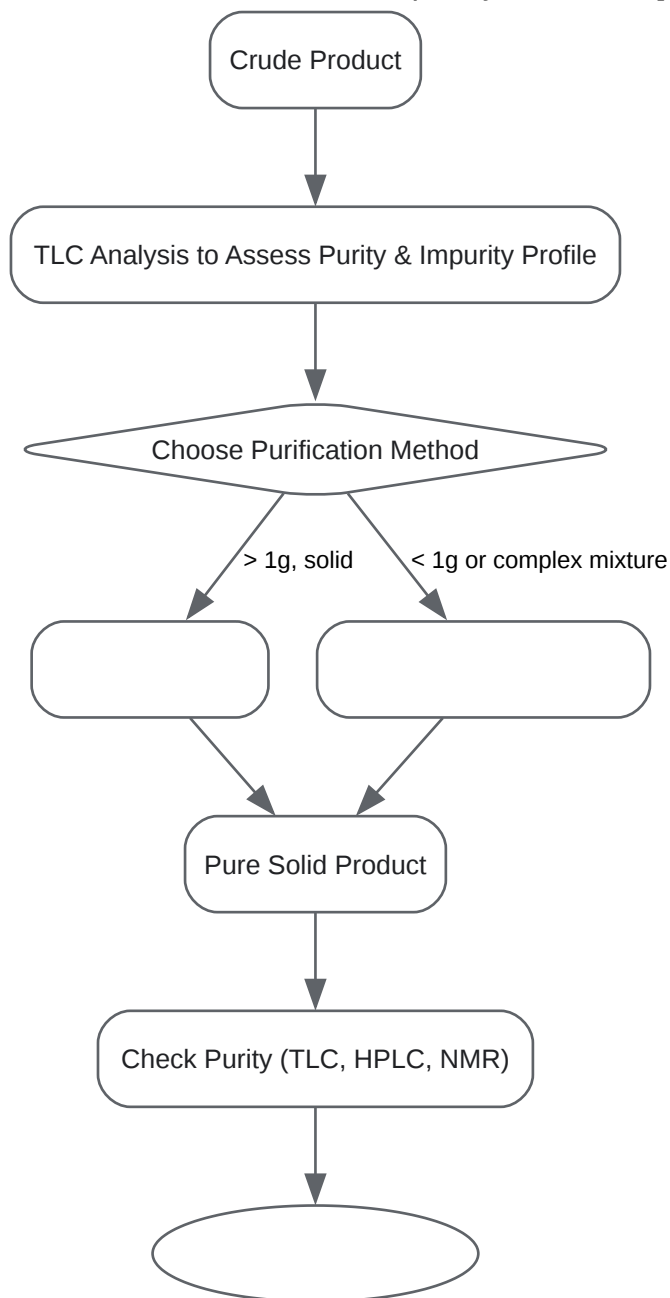 Crude Product
TLC Analysis to Assess Purity & Impurity Profile
Choose Purification Method
> 1g, solid
< 1g or complex mixture
Pure Solid Product
Check Purity (TLC, HPLC, NMR)